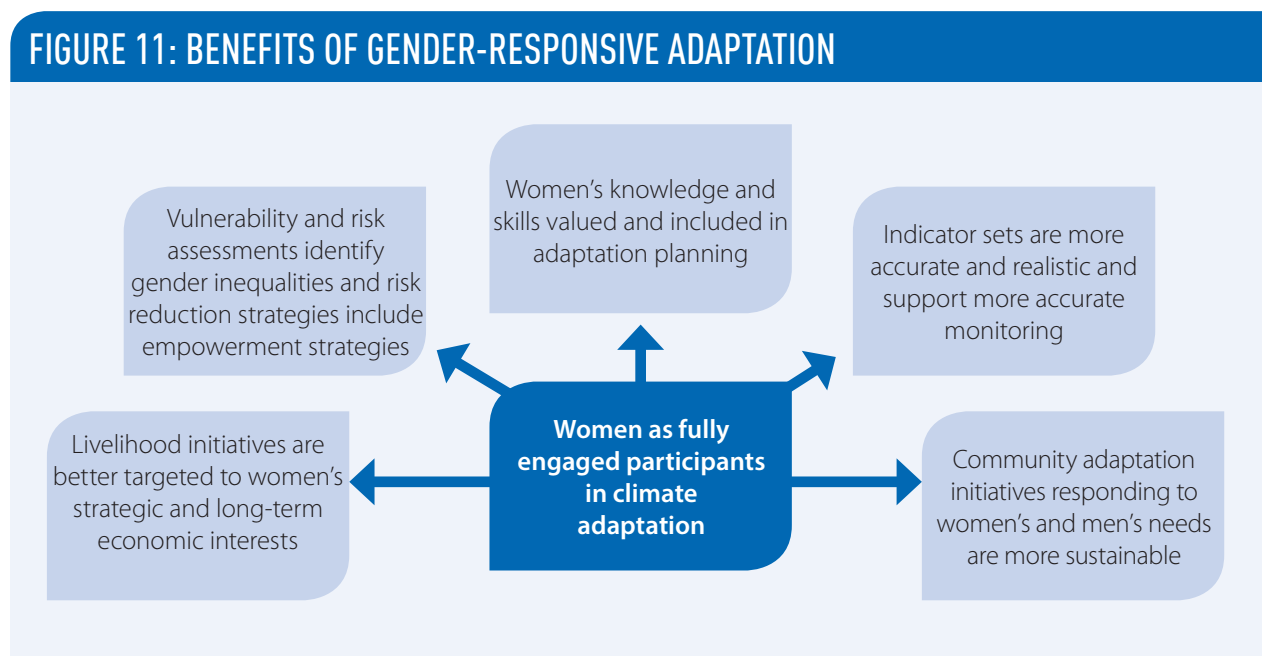 FIGURE 11: BENEFITS OF GENDER-RESPONSIVE ADAPTATION
Women’s knowledge and
skills valued and included in
adaptation planning
Vulnerability and risk
assessments identify
gender inequalities and risk
reduction strategies include
empowerment strategies
Indicator sets are more
accurate and realistic and
support more accurate
monitoring
Livelihood initiatives are
better targeted to women’s
strategic and long-term
economic interests
Women as fully
engaged participants
in climate
adaptation
Community adaptation
initiatives responding to
women’s and men’s needs
are more sustainable